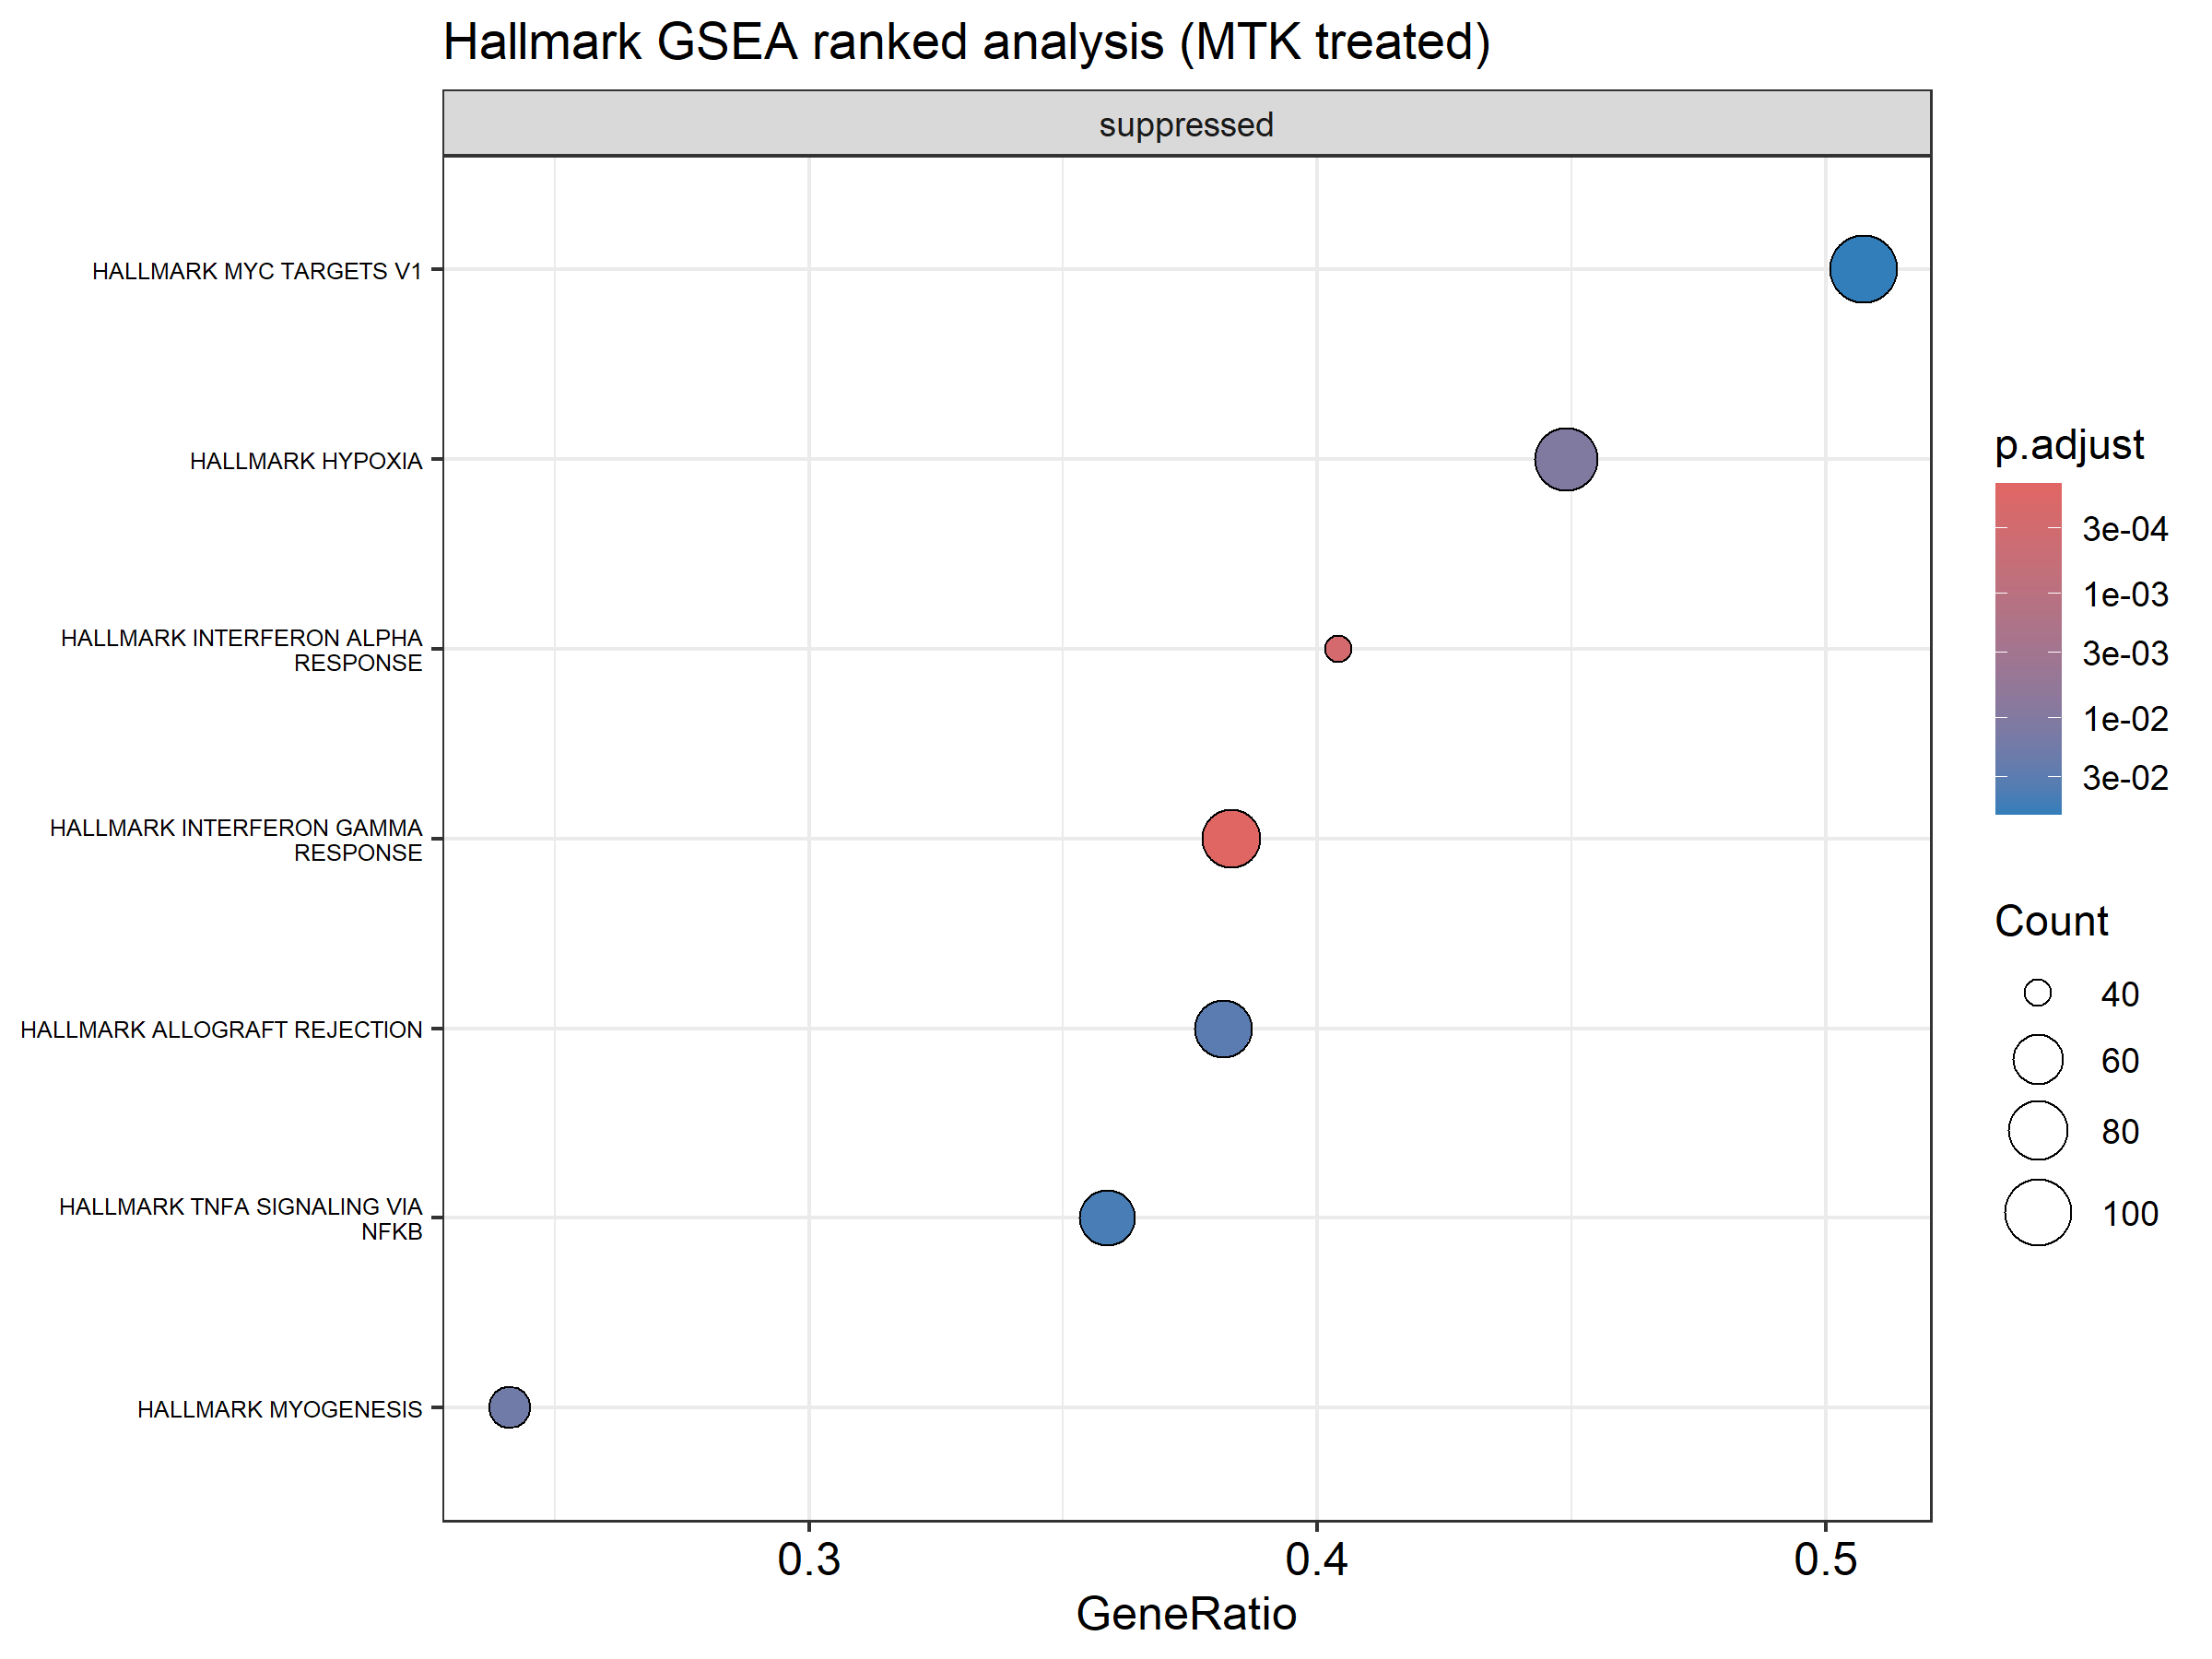 Hallmark GSEA ranked analysis (MTK treated)
suppressed
HALLMARK MYC TARGETS V1
HALLMARK HYPOXIA
HALLMARK INTERFERON ALPHA
RESPONSE
HALLMARK INTERFERON GAMMA
RESPONSE
HALLMARK ALLOGRAFT REJECTION
HALLMARK TNFA SIGNALING VIA
NFKB
HALLMARK MYOGENESIS
0.3
0.4
0.5
GeneRatio
p.adjust
3e-04
1e-03
3e-03
1e-02
3e-02
Count
40
60
80
100